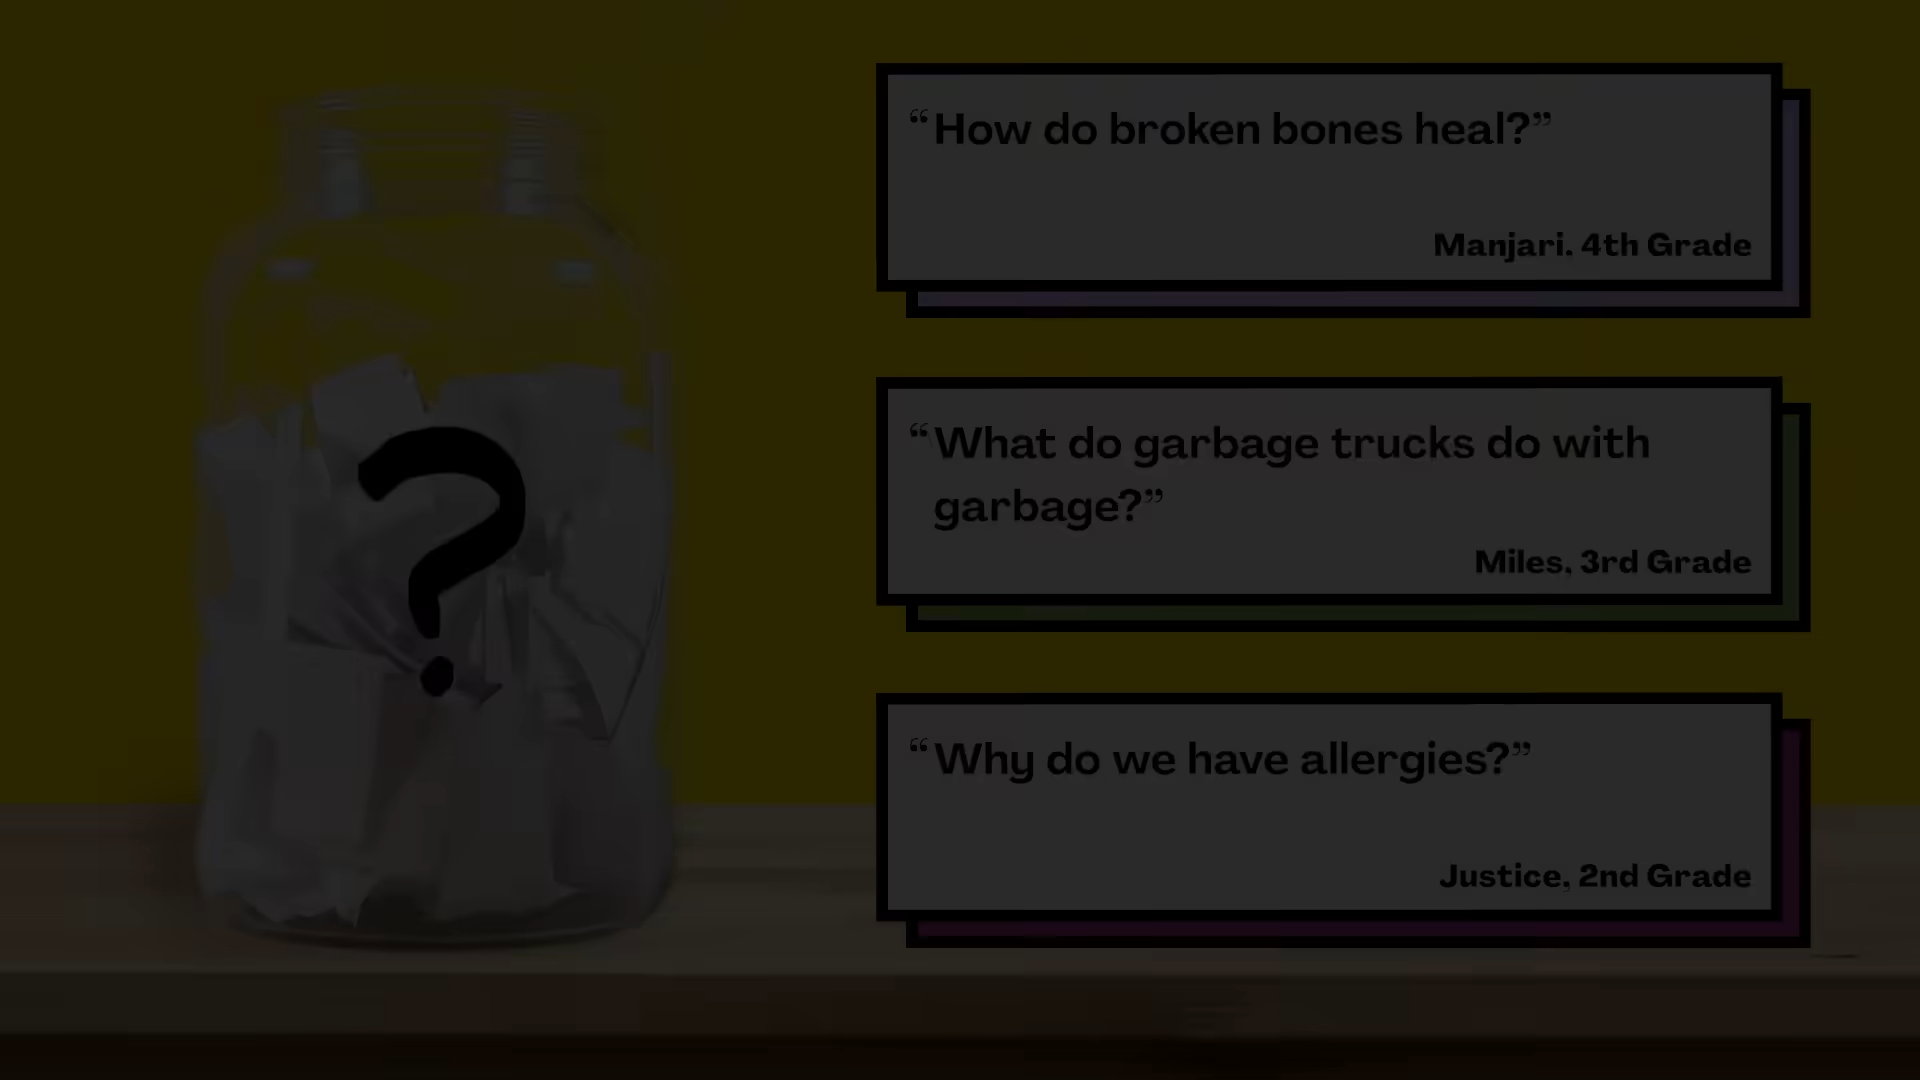 ?
“How do broken bones heal?”
Manjari. 4th Grade
“What do garbage trucks do with
garbage?”
Miles, 3rd Grade
“Why do we have allergies?”
Justice, 2nd Grade